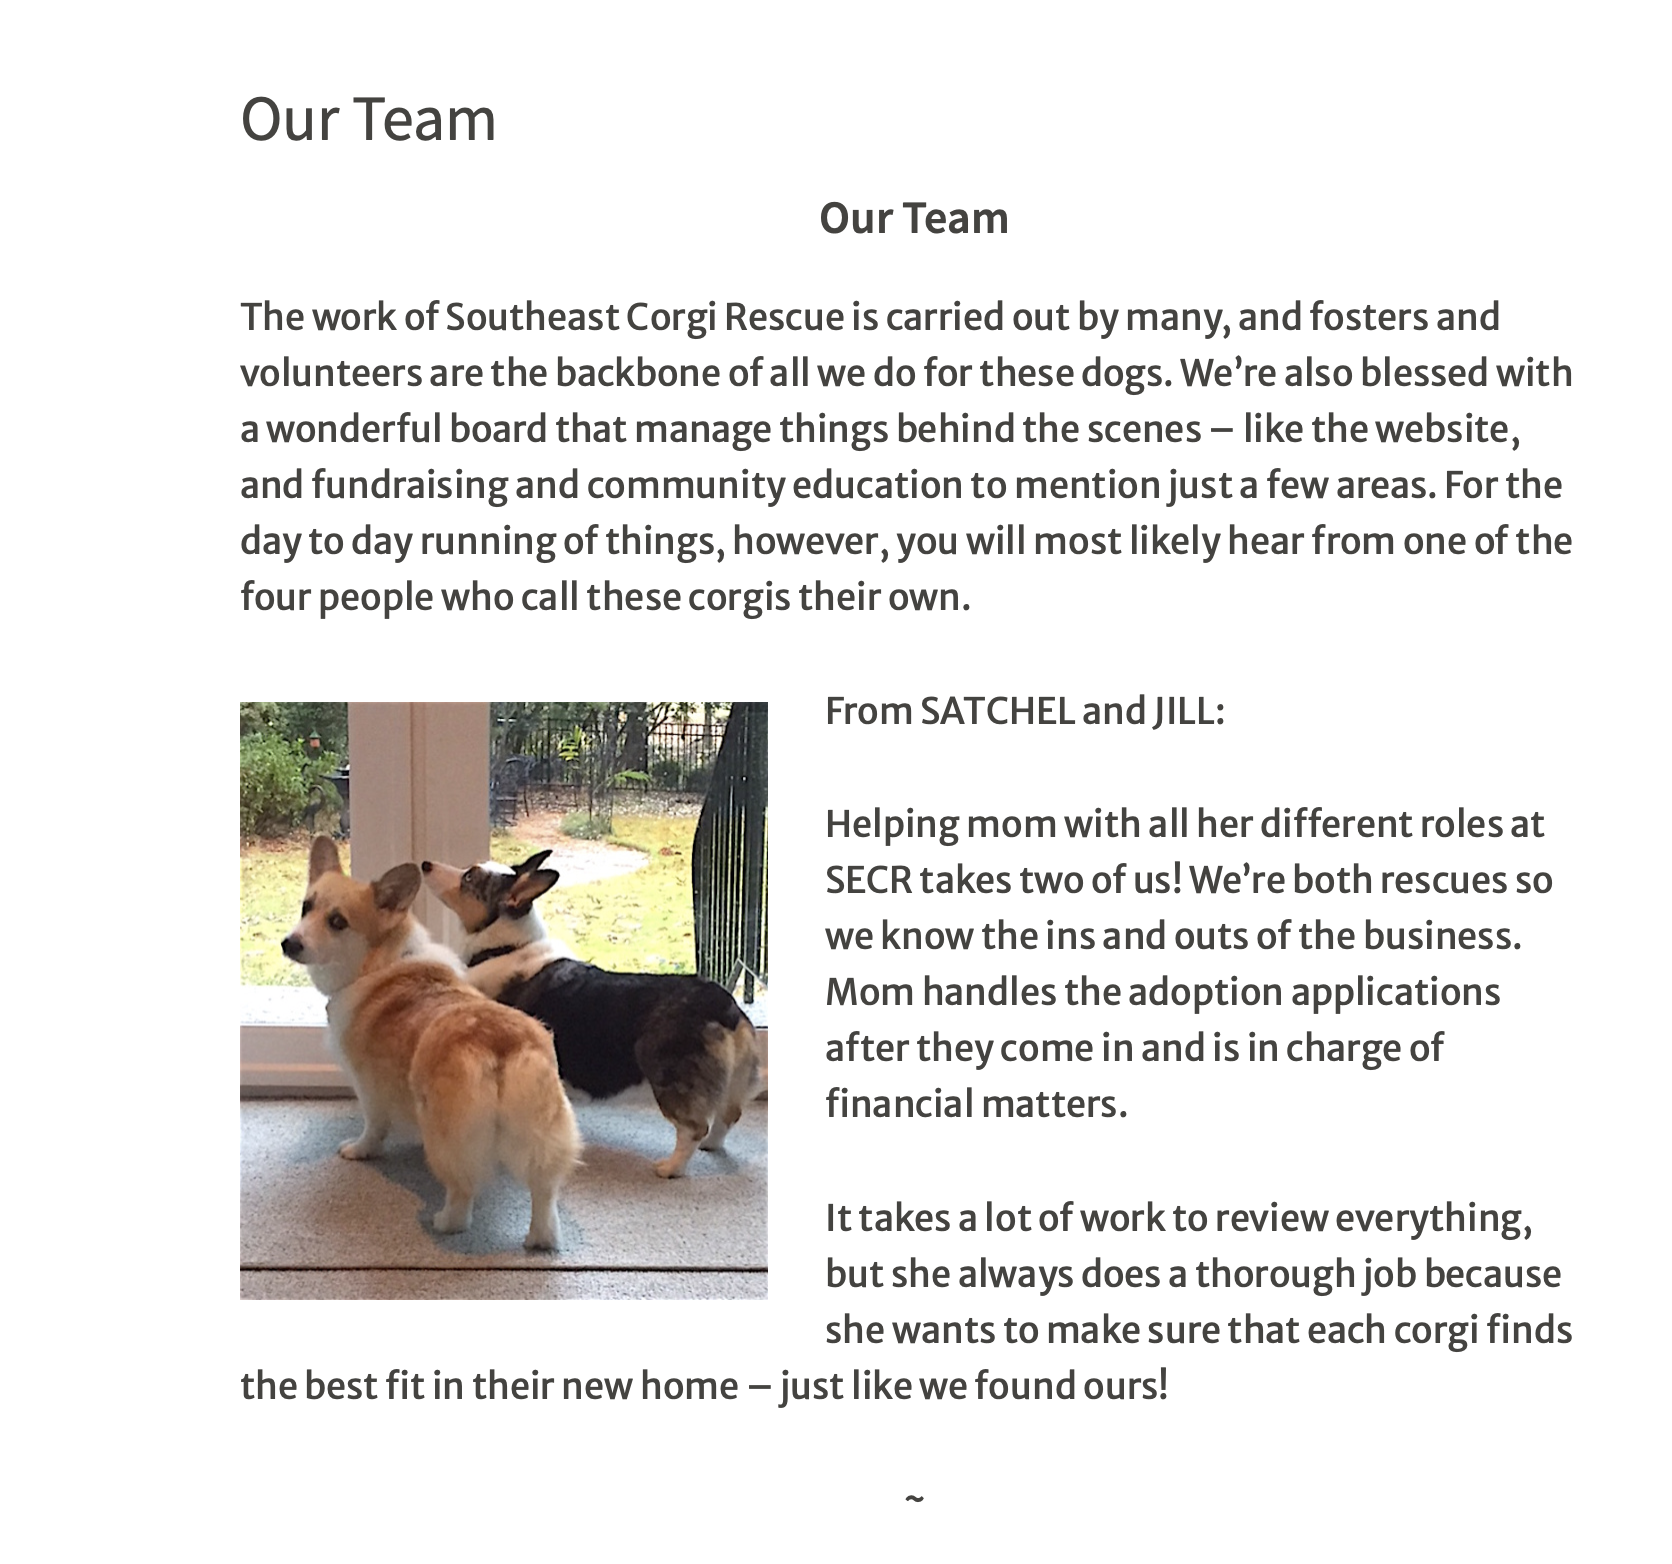 Our Team
Our Team
The work of Southeast Corgi Rescue is carried out by many, and fosters and
volunteers are the backbone of all we do for these dogs. We’re also blessed with
a wonderful board that manage things behind the scenes – like the website,
and fundraising and community education to mention just a few areas. For the
day to day running of things, however, you will most likely hear from one of the
four people who call these corgis their own.
From SATCHEL and JILL:
Helping mom with all her different roles at
SECR takes two of us! We’re both rescues so
we know the ins and outs of the business.
Mom handles the adoption applications
after they come in and is in charge of
financial matters.
It takes a lot of work to review everything,
but she always does a thorough job because
she wants to make sure that each corgi finds
the best fit in their new home – just like we found ours!
~